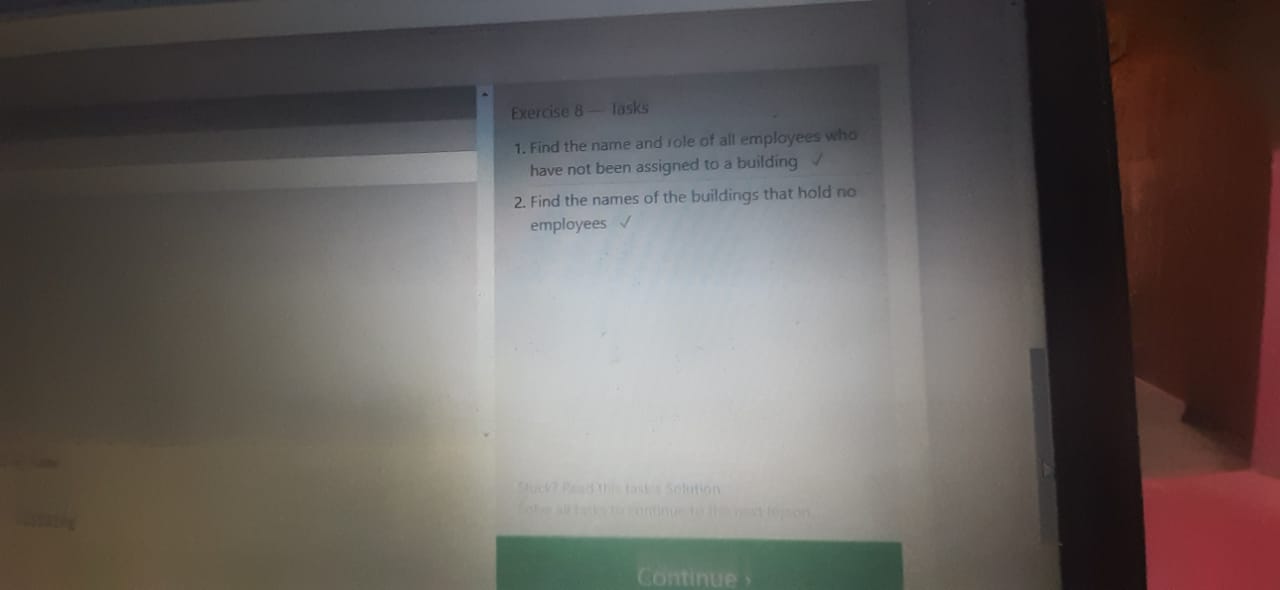 Exercise 8 — Tasks
1. Find the name and role of all employees who
have not been assigned to a building ✓
2. Find the names of the buildings that hold no
employees ✓
Stuck? Read this task's Solution.
Solve all tasks to continue to the next lesson.
Continue ›